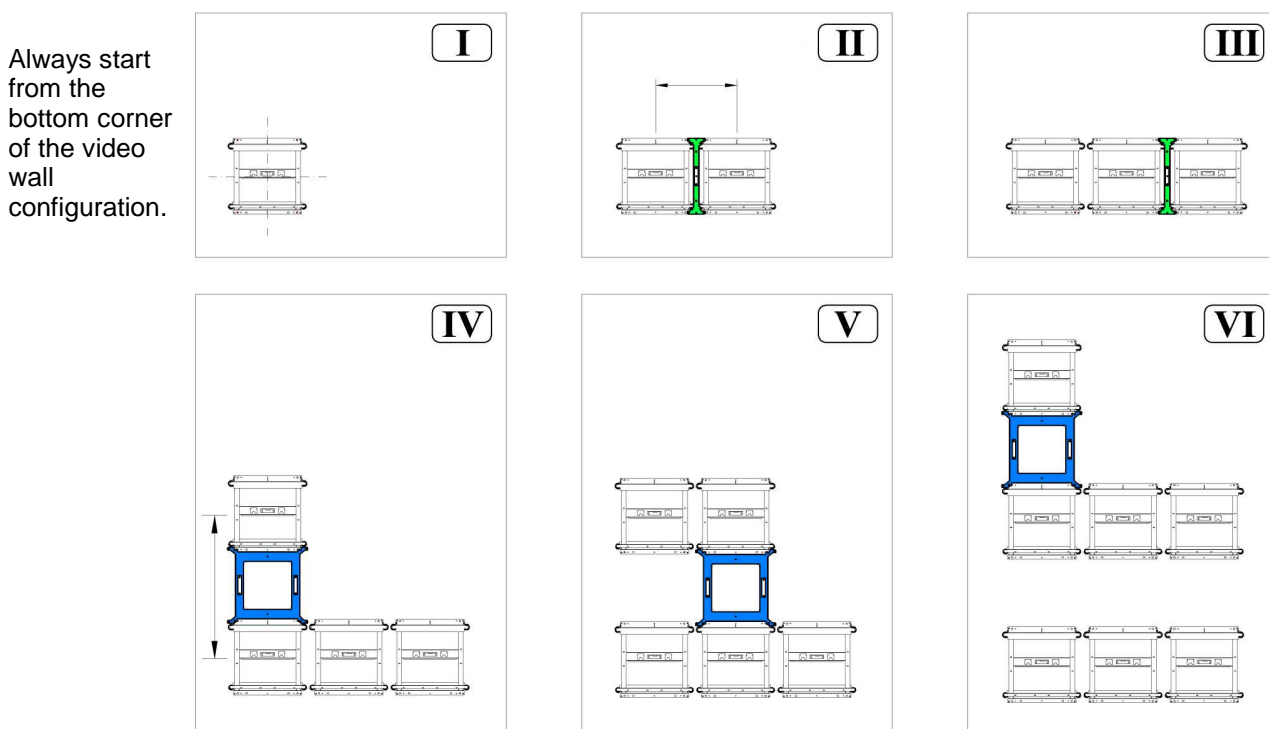 Always start
from the
bottom corner
of the video
wall
configuration.
I
II
III
IV
V
VI